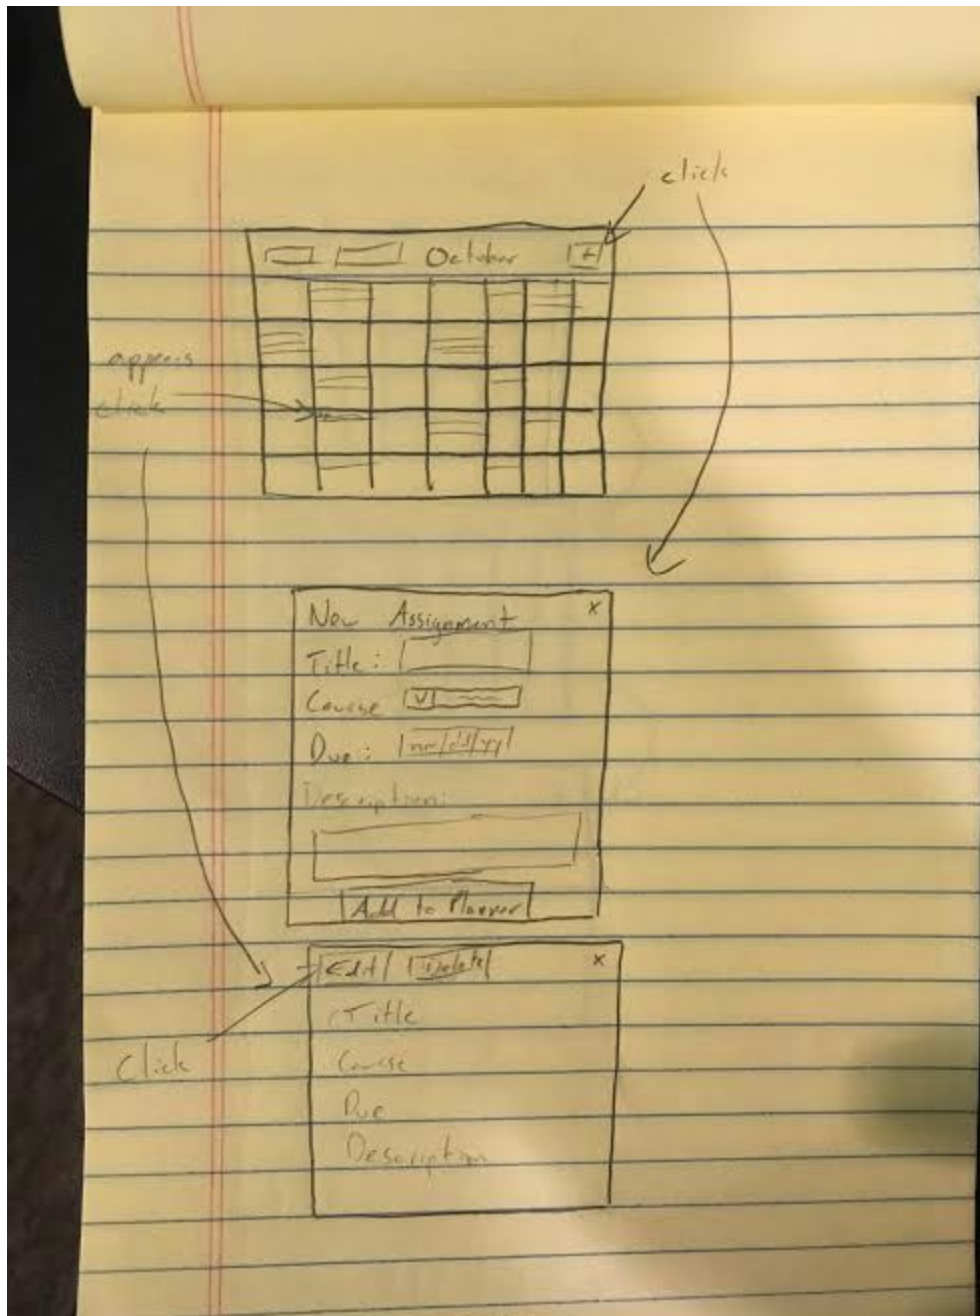 click
October +
appears
click
New Assignment x
Title:
Course V
Due: mm/dd/yy
Description:
Add to Planner
Edit Delete x
Title
Course
Due
Description
Click